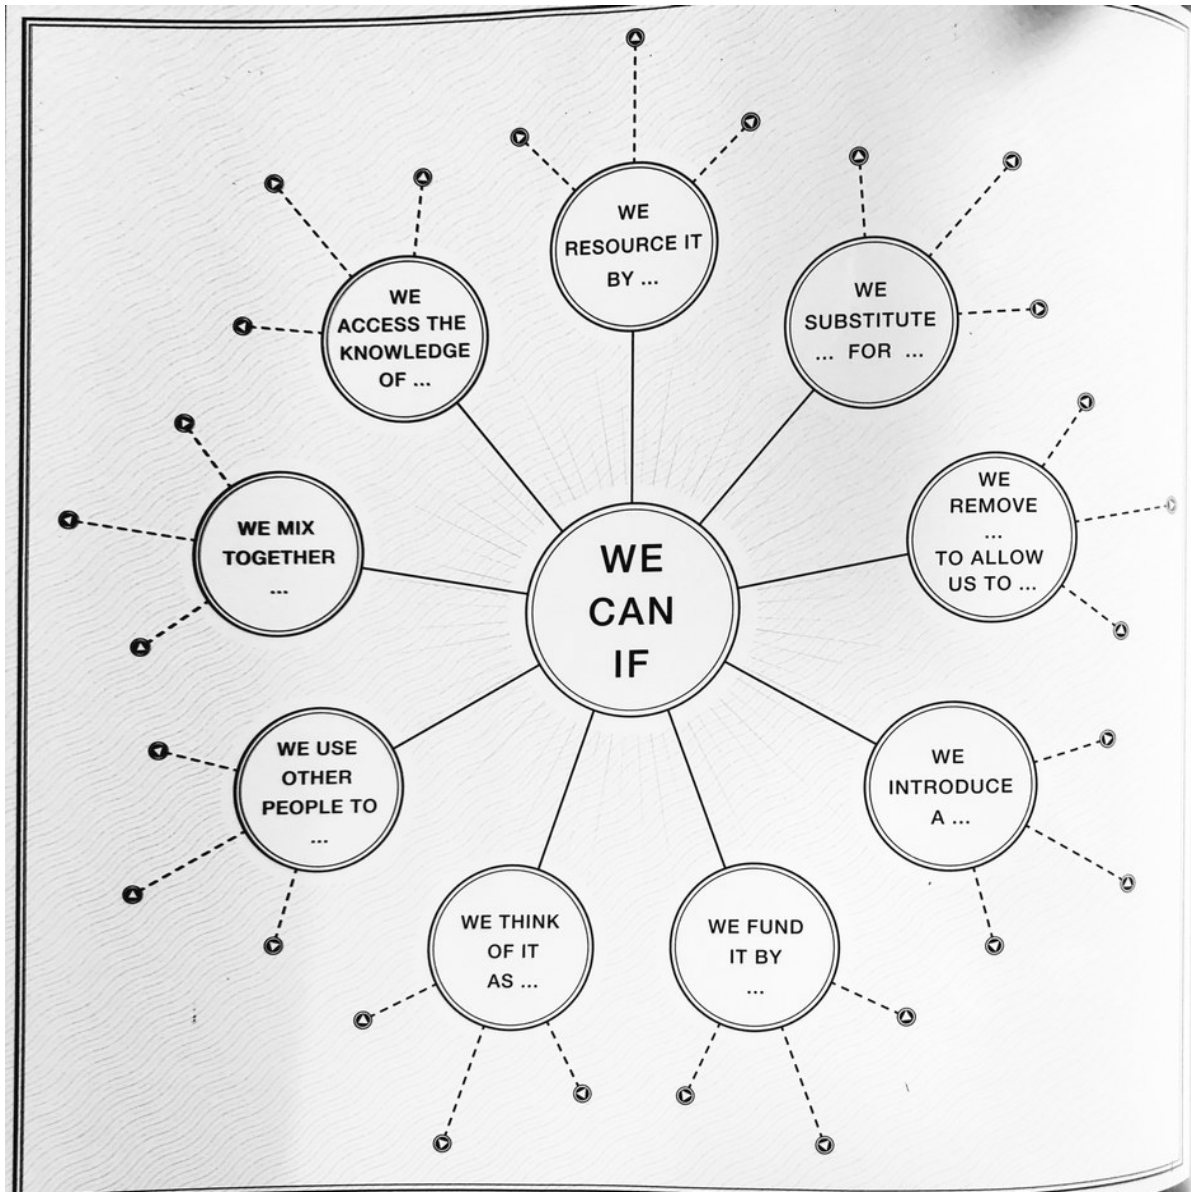 WE
RESOURCE IT
BY ...
WE
SUBSTITUTE
... FOR ...
WE
REMOVE
...
TO ALLOW
US TO ...
WE
INTRODUCE
A ...
WE FUND
IT BY
...
WE THINK
OF IT
AS ...
WE USE
OTHER
PEOPLE TO
...
WE MIX
TOGETHER
...
WE
ACCESS THE
KNOWLEDGE
OF ...
WE
CAN
IF